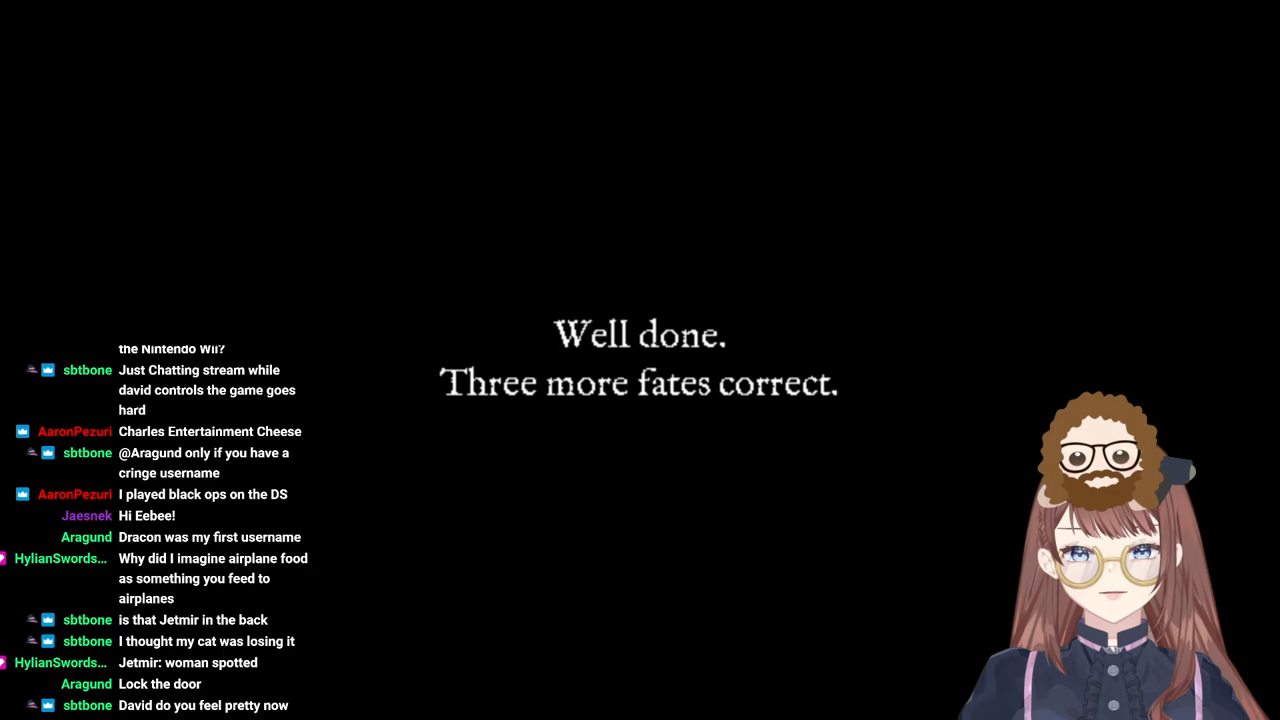 the Nintendo Wii?
sbtbone Just Chatting stream while
david controls the game goes
hard
AaronPezuri Charles Entertainment Cheese
sbtbone @Aragund only if you have a
cringe username
AaronPezuri I played black ops on the DS
Jaesnek Hi Eebee!
Aragund Dracon was my first username
HylianSwords... Why did I imagine airplane food
as something you feed to
airplanes
sbtbone is that Jetmir in the back
sbtbone I thought my cat was losing it
HylianSwords... Jetmir: woman spotted
Aragund Lock the door
sbtbone David do you feel pretty now
Well done.
Three more fates correct.